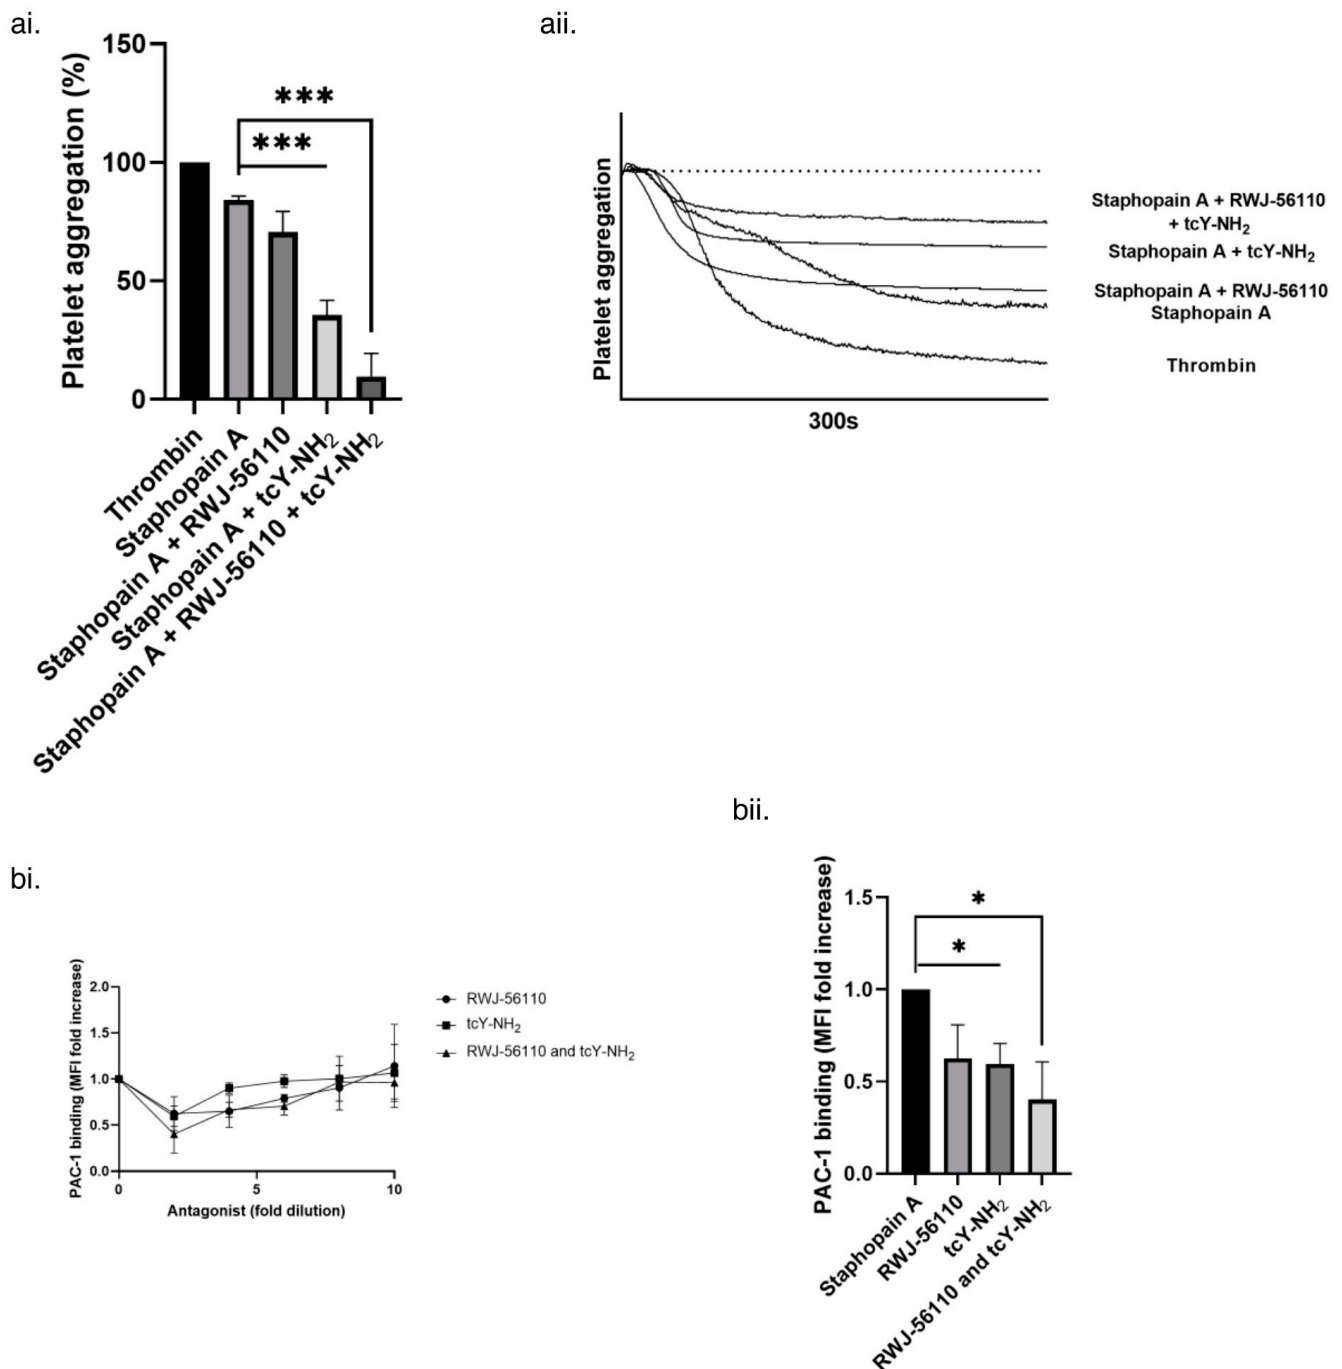 ai.
150
100
50
0
Platelet aggregation (%)
***
***
Thrombin
Staphopain A
Staphopain A + RWJ-56110
Staphopain A + tcY-NH₂
Staphopain A + RWJ-56110 + tcY-NH₂
aii.
Platelet aggregation
300s
Staphopain A + RWJ-56110
+ tcY-NH₂
Staphopain A + tcY-NH₂
Staphopain A + RWJ-56110
Staphopain A
Thrombin
bi.
2.0
1.5
1.0
0.5
0.0
PAC-1 binding (MFI fold increase)
0
5
10
Antagonist (fold dilution)
RWJ-56110
tcY-NH₂
RWJ-56110 and tcY-NH₂
bii.
1.5
1.0
0.5
0.0
PAC-1 binding (MFI fold increase)
*
*
Staphopain A
RWJ-56110
tcY-NH₂
RWJ-56110 and tcY-NH₂